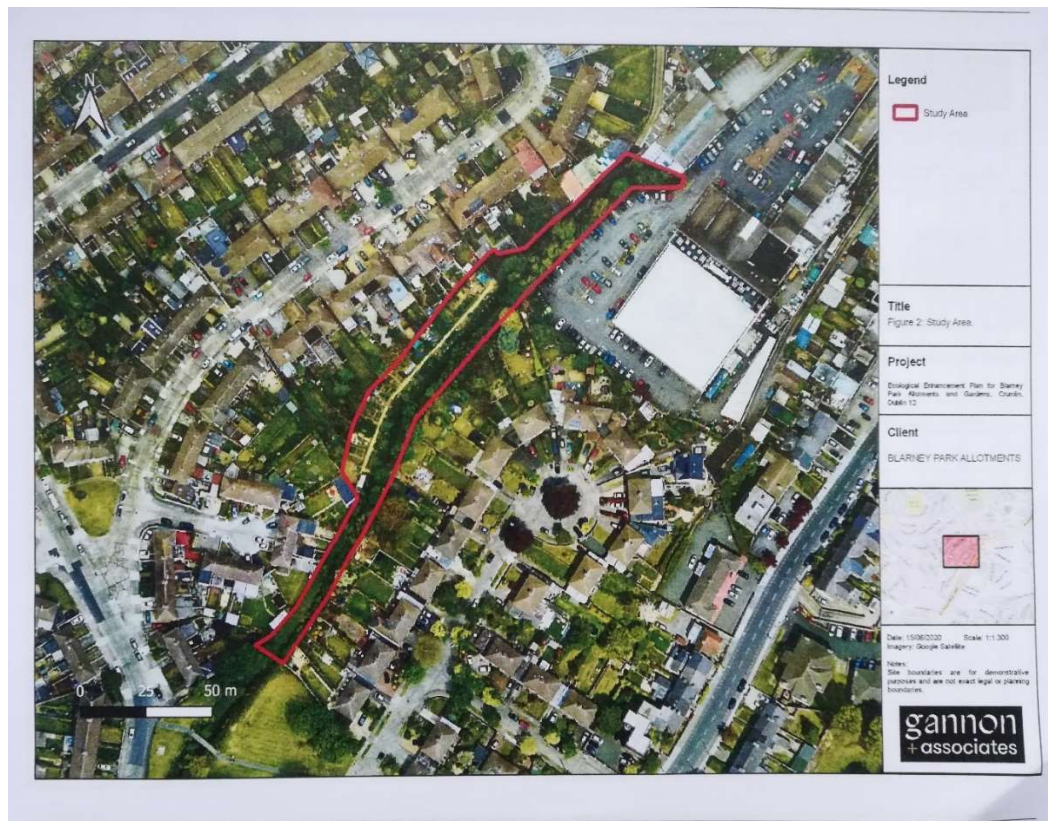 N
0 25 50 m
Legend
Study Area
Title
Figure 2: Study Area.
Project
Ecological Enhancement Plan for Blarney
Park Allotments and Gardens, Crumlin,
Dublin 12
Client
BLARNEY PARK ALLOTMENTS
Date: 15/06/2020 Scale: 1:1,300
Imagery: Google Satellite
Notes:
Site boundaries are for demonstrative
purposes and are not exact legal or planning
boundaries.
gannon
+ associates